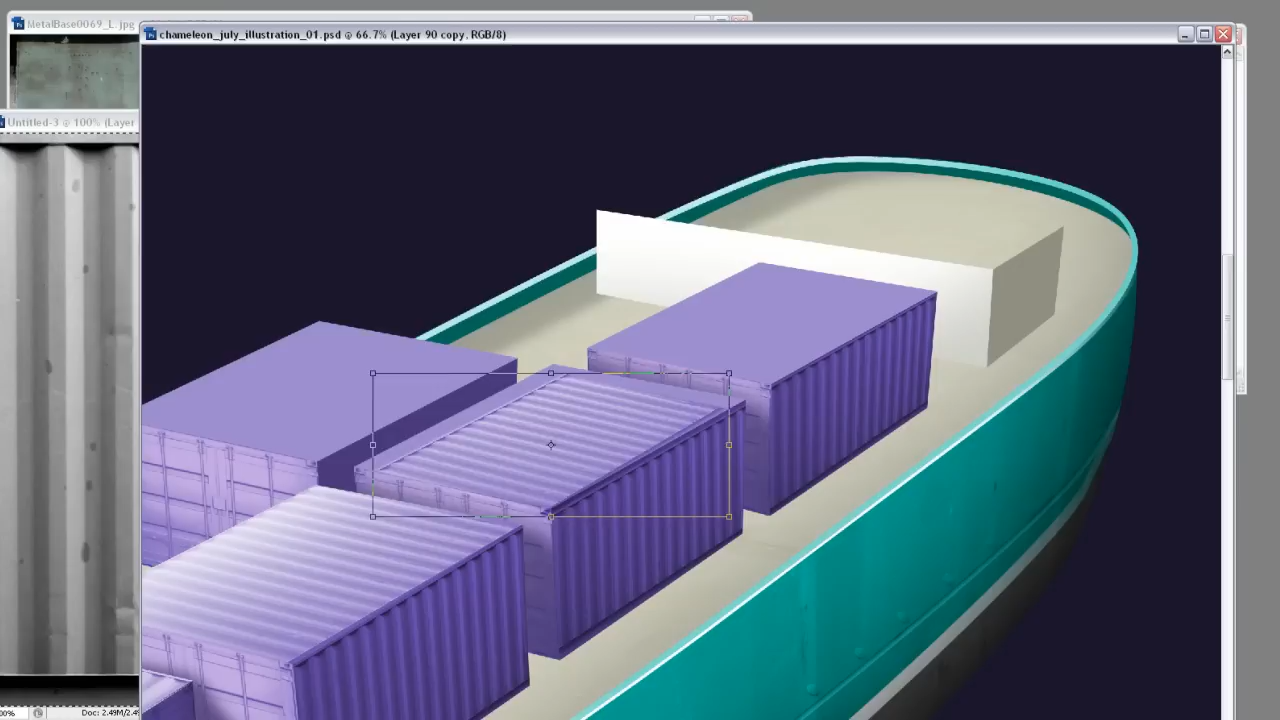 MetalBase0069_L.jpg
chameleon_july_illustration_01.psd @ 66.7% (Layer 90 copy, RGB/8)
Untitled-3 @ 100% (Layer
00%
Doc: 2.49M/2.4